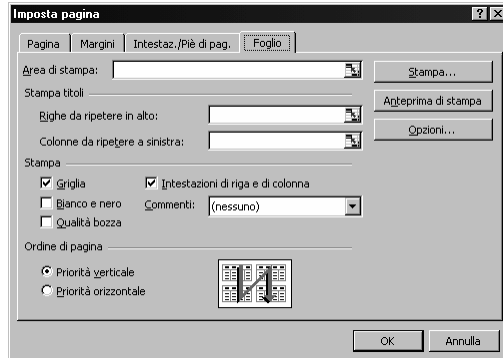 Imposta pagina
Pagina Margini Intestaz./Piè di pag. Foglio
Area di stampa: Stampa...
Stampa titoli Anteprima di stampa
Righe da ripetere in alto:
Colonne da ripetere a sinistra: Opzioni...
Stampa
Griglia Intestazioni di riga e di colonna
Bianco e nero Commenti: (nessuno)
Qualità bozza
Ordine di pagina
Priorità verticale
Priorità orizzontale
OK Annulla